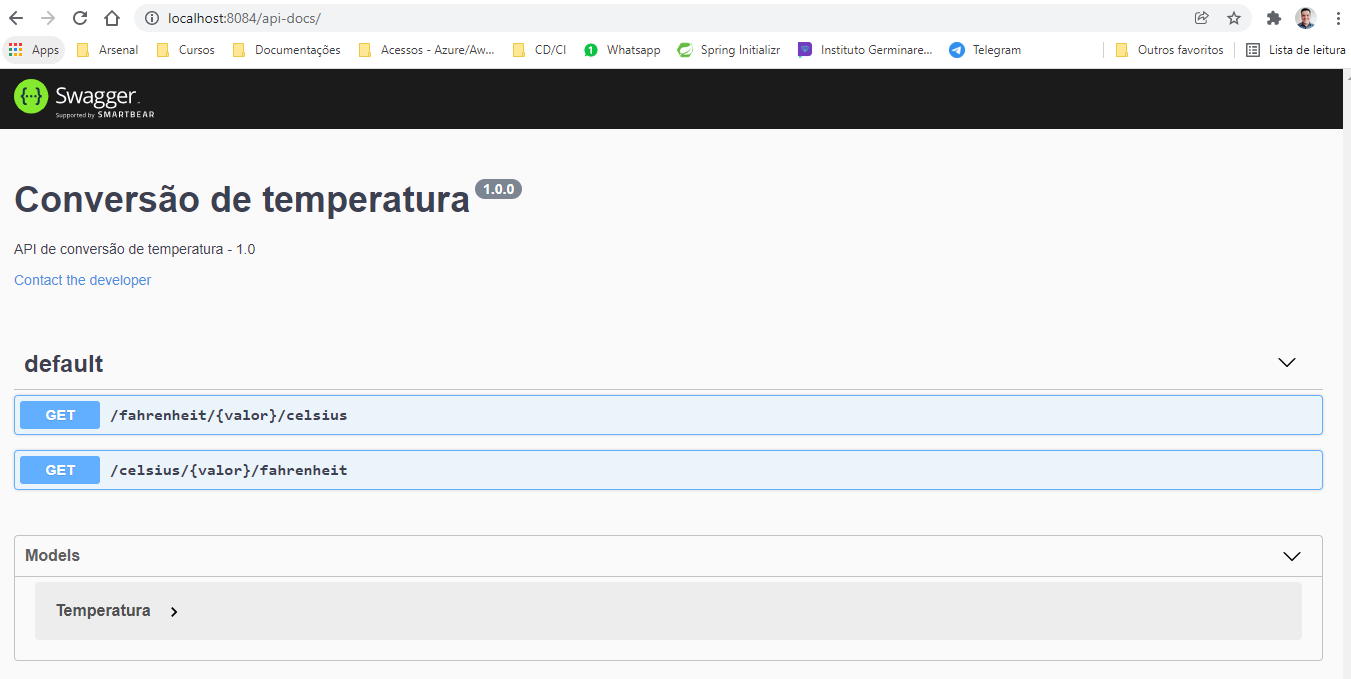 localhost:8084/api-docs/
Apps Arsenal Cursos Documentações Acessos - Azure/Aw... CD/CI Whatsapp Spring Initializr Instituto Germinare... Telegram Outros favoritos Lista de leitura
Swagger.
Supported by SMARTBEAR
Conversão de temperatura 1.0.0
API de conversão de temperatura - 1.0
Contact the developer
default
GET /fahrenheit/{valor}/celsius
GET /celsius/{valor}/fahrenheit
Models
Temperatura